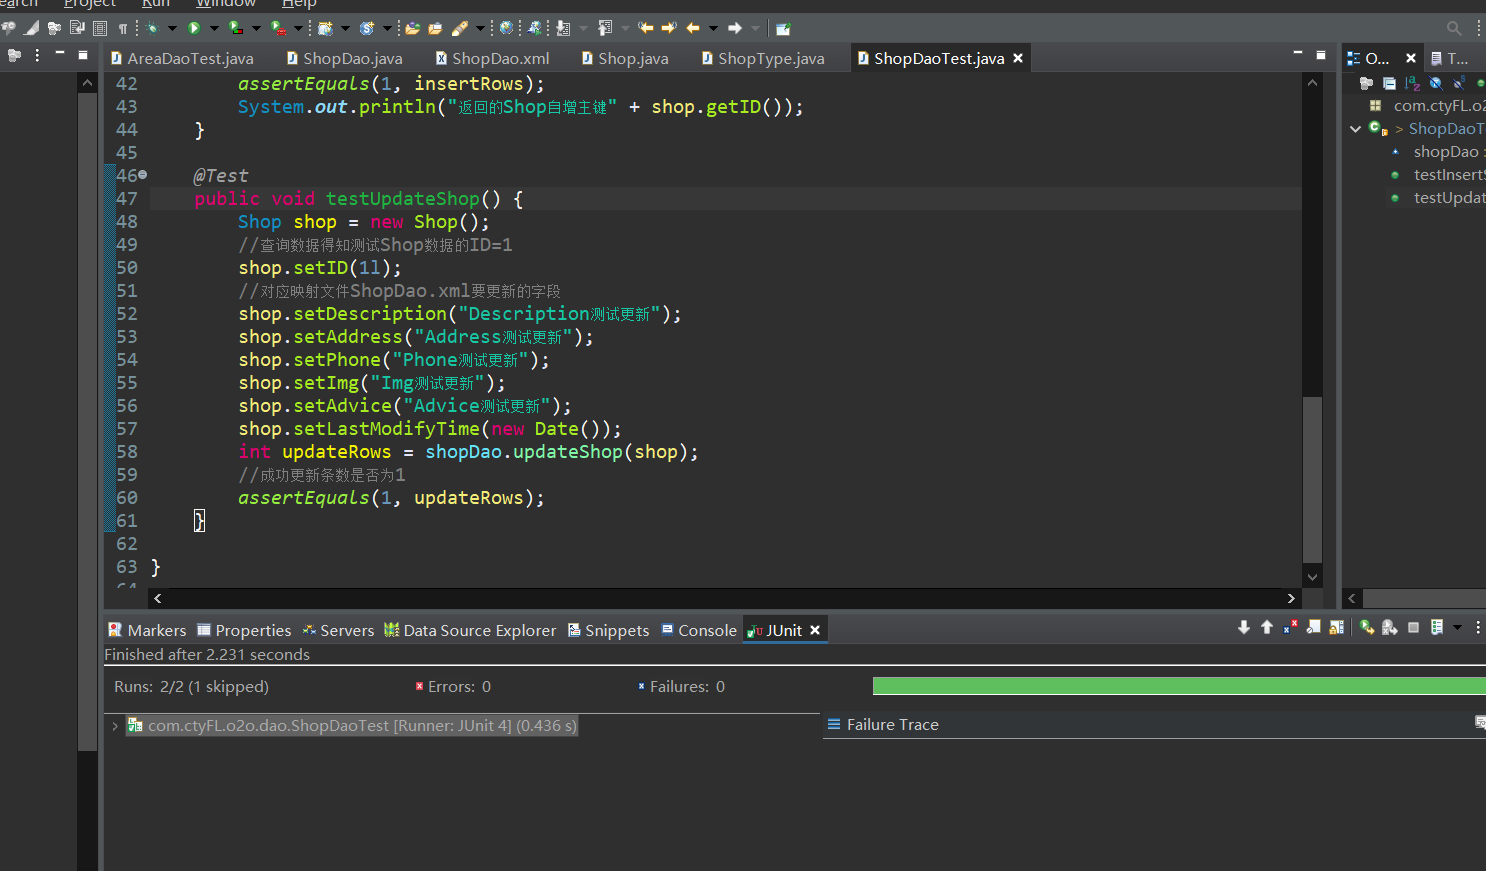 earch Project Run Window Help
AreaDaoTest.java ShopDao.java ShopDao.xml Shop.java ShopType.java ShopDaoTest.java O... T...
42 assertEquals(1, insertRows);
43 System.out.println("返回的Shop自增主键" + shop.getID());
44 }
45
46 @Test
47 public void testUpdateShop() {
48 Shop shop = new Shop();
49 //查询数据得知测试Shop数据的ID=1
50 shop.setID(1l);
51 //对应映射文件ShopDao.xml要更新的字段
52 shop.setDescription("Description测试更新");
53 shop.setAddress("Address测试更新");
54 shop.setPhone("Phone测试更新");
55 shop.setImg("Img测试更新");
56 shop.setAdvice("Advice测试更新");
57 shop.setLastModifyTime(new Date());
58 int updateRows = shopDao.updateShop(shop);
59 //成功更新条数是否为1
60 assertEquals(1, updateRows);
61 }
62
63 }
64
com.ctyFL.o2
> ShopDaoT
shopDao :
testInsertS
testUpdat
Markers Properties Servers Data Source Explorer Snippets Console JUnit
Finished after 2.231 seconds
Runs: 2/2 (1 skipped) Errors: 0 Failures: 0
com.ctyFL.o2o.dao.ShopDaoTest [Runner: JUnit 4] (0.436 s) Failure Trace